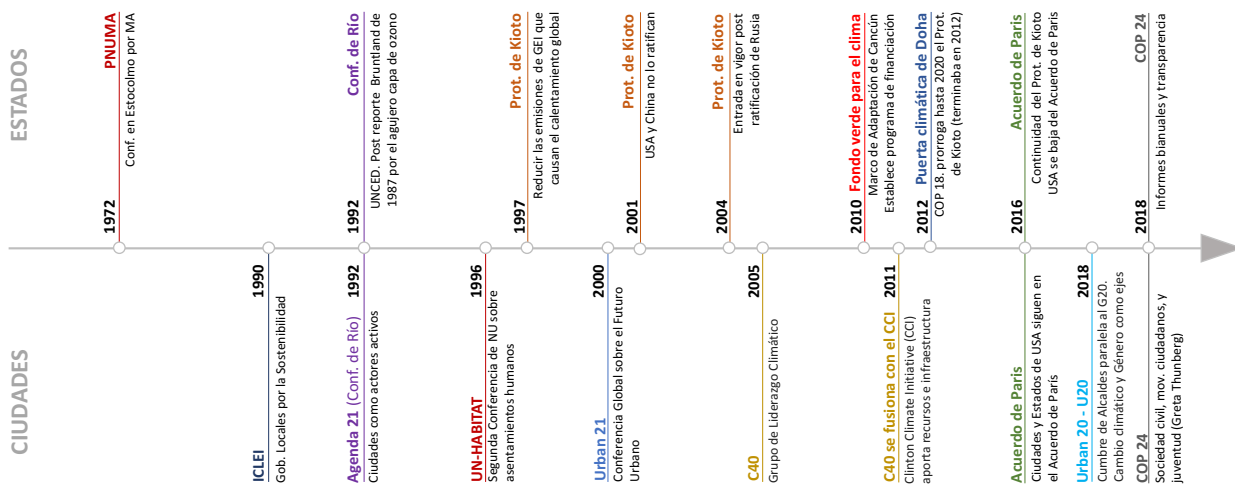 ESTADOS
1972
PNUMA
Conf. en Estocolmo por MA
1992
Conf. de Río
UNCED. Post reporte Bruntland de
1987 por el agujero capa de ozono
1997
Prot. de Kioto
Reducir las emisiones de GEI que
causan el calentamiento global
2001
Prot. de Kioto
USA y China no lo ratifican
2004
Prot. de Kioto
Entrada en vigor post
ratificación de Rusia
2010
Fondo verde para el clima
Marco de Adaptación de Cancún
Establece programa de financiación
2012
Puerta climática de Doha
COP 18. prorroga hasta 2020 el Prot.
de Kioto (terminaba en 2012)
2016
Acuerdo de Paris
Continuidad del Prot. de Kioto
USA se baja del Acuerdo de Paris
2018
COP 24
Informes bianuales y transparencia
CIUDADES
ICLEI
1990
Gob. Locales por la Sostenibilidad
Agenda 21 (Conf. de Río)
1992
Ciudades como actores activos
UN-HABITAT
1996
Segunda Conferencia de NU sobre
asentamientos humanos
Urban 21
2000
Conferencia Global sobre el Futuro
Urbano
C40
2005
Grupo de Liderazgo Climático
C40 se fusiona con el CCI
2011
Clinton Climate Initiative (CCI)
aporta recursos e infraestructura
Acuerdo de Paris
Ciudades y Estados de USA siguen en
el Acuerdo de París
Urban 20 - U20
2018
Cumbre de Alcaldes paralela al G20.
Cambio climático y Género como ejes
COP 24
Sociedad civil, mov. ciudadanos, y
juventud (Greta Thunberg)